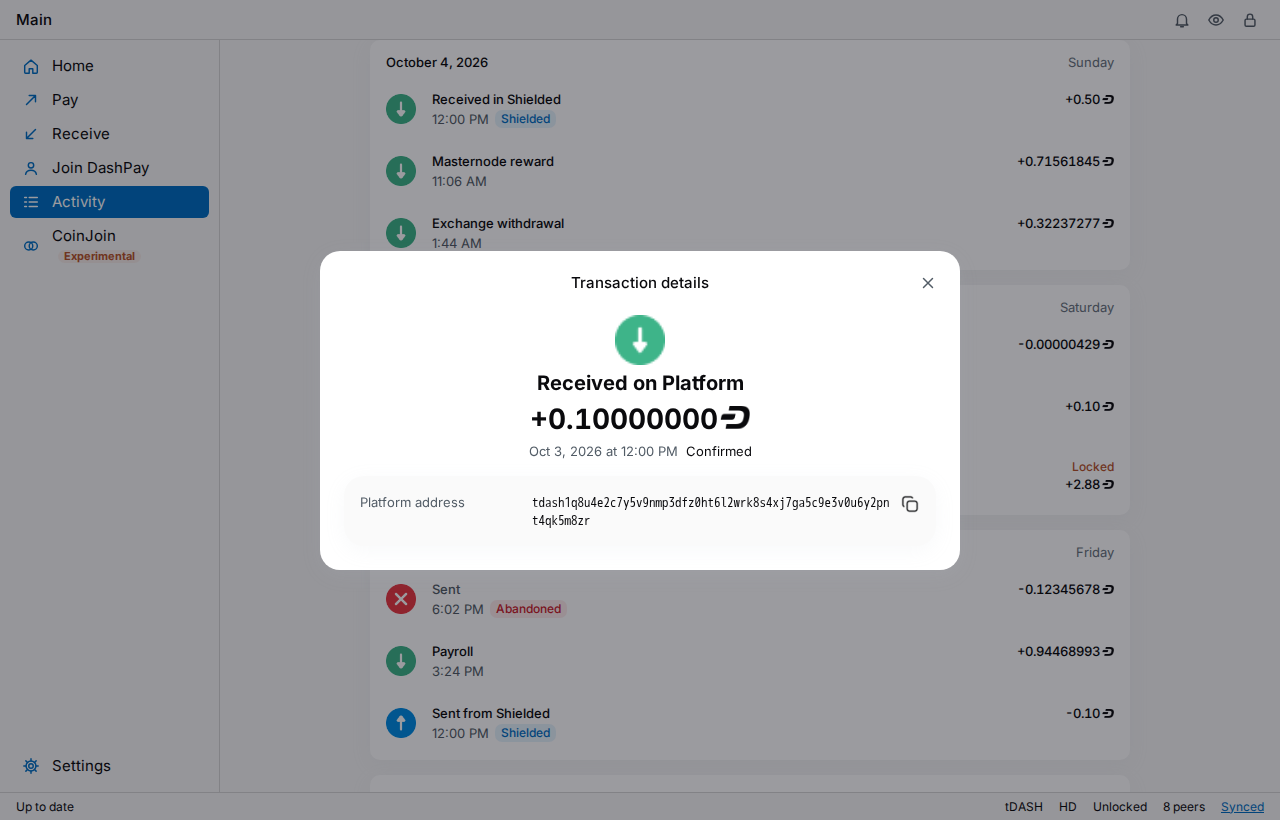 Main
Home
Pay
Receive
Join DashPay
Activity
CoinJoin
Experimental
Settings
October 4, 2026
Sunday
Received in Shielded
+0.50
12:00 PM Shielded
Masternode reward
+0.71561845
11:06 AM
Exchange withdrawal
+0.32237277
1:44 AM
Saturday
-0.00000429
+0.10
Locked
+2.88
Transaction details
Received on Platform
+0.10000000
Oct 3, 2026 at 12:00 PM Confirmed
Platform address
tdash1q8u4e2c7y5v9nmp3dfz0ht6l2wrk8s4xj7ga5c9e3v0u6y2pn
t4qk5m8zr
Friday
Sent
-0.12345678
6:02 PM Abandoned
Payroll
+0.94468993
3:24 PM
Sent from Shielded
-0.10
12:00 PM Shielded
Up to date
tDASH HD Unlocked 8 peers Synced